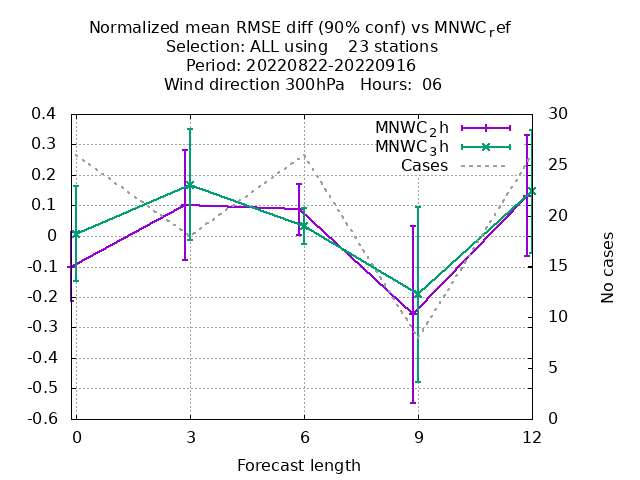 Normalized mean RMSE diff (90% conf) vs MNWC_ref
Selection: ALL using    23 stations
Period: 20220822-20220916
Wind direction 300hPa   Hours:  06
MNWC_2h
MNWC_3h
Cases
0.4
0.3
0.2
0.1
0
-0.1
-0.2
-0.3
-0.4
-0.5
-0.6
30
25
20
15
10
5
0
No cases
0 3 6 9 12
Forecast length